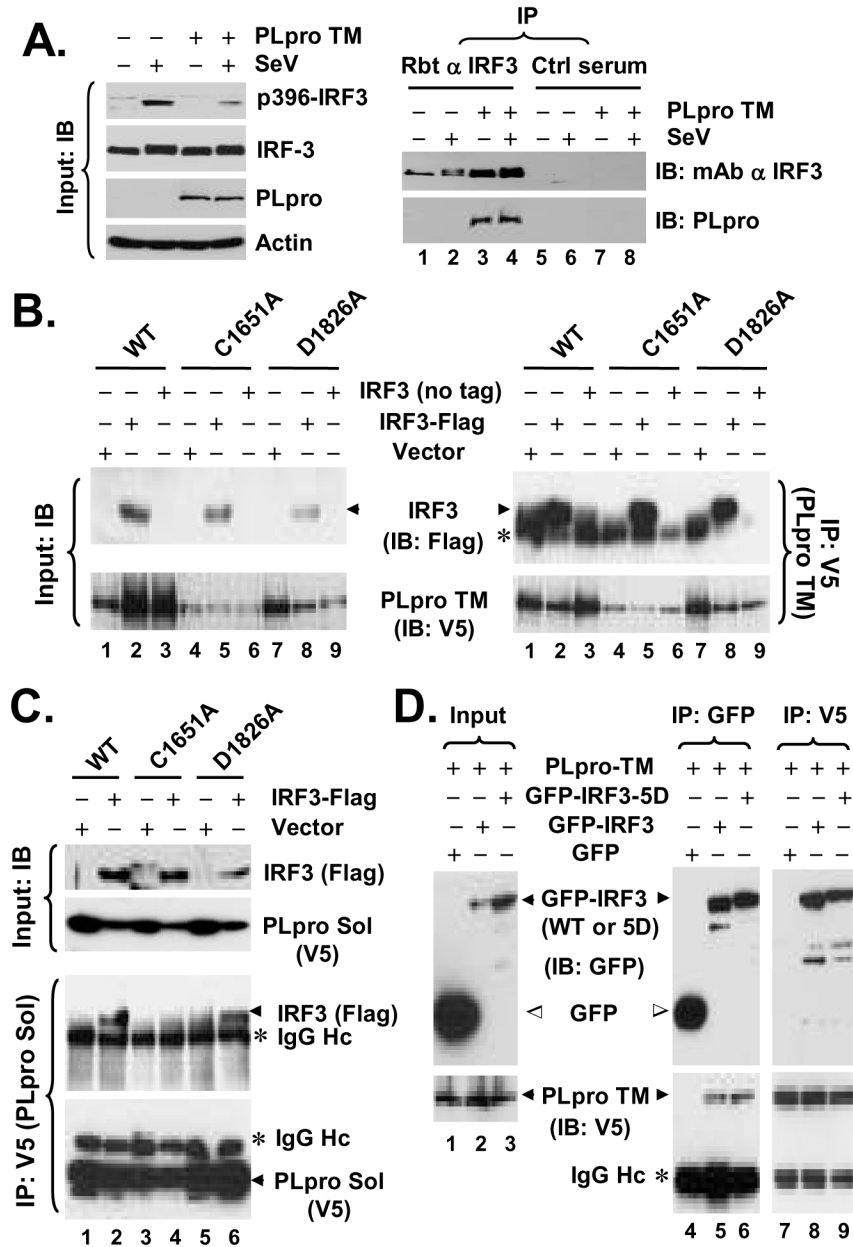 A.
– – + + PLpro TM
– + – + SeV
Input: IB
p396-IRF3
IRF-3
PLpro
Actin
IP
Rbt α IRF3 Ctrl serum
– – + + – – + + PLpro TM
– + – + – + – + SeV
IB: mAb α IRF3
IB: PLpro
1 2 3 4 5 6 7 8
B.
WT C1651A D1826A WT C1651A D1826A
– – + – – + – – + IRF3 (no tag) – – + – – + – – +
– + – – + – – + – IRF3-Flag – + – – + – – + –
+ – – + – – + – – Vector + – – + – – + – –
Input: IB
IRF3
(IB: Flag)
*
PLpro TM
(IB: V5)
IP: V5
(PLpro TM)
1 2 3 4 5 6 7 8 9 1 2 3 4 5 6 7 8 9
C.
WT C1651A D1826A
– + – + – + IRF3-Flag
+ – + – + – Vector
Input: IB
IRF3 (Flag)
PLpro Sol
(V5)
IP: V5 (PLpro Sol)
IRF3 (Flag)
* IgG Hc
* IgG Hc
PLpro Sol
(V5)
1 2 3 4 5 6
D.
Input IP: GFP IP: V5
+ + + PLpro-TM + + + + + +
– – + GFP-IRF3-5D – – + – – +
– + – GFP-IRF3 – + – – + –
+ – – GFP + – – + – –
GFP-IRF3
(WT or 5D)
(IB: GFP)
GFP
PLpro TM
(IB: V5)
1 2 3
IgG Hc *
4 5 6 7 8 9